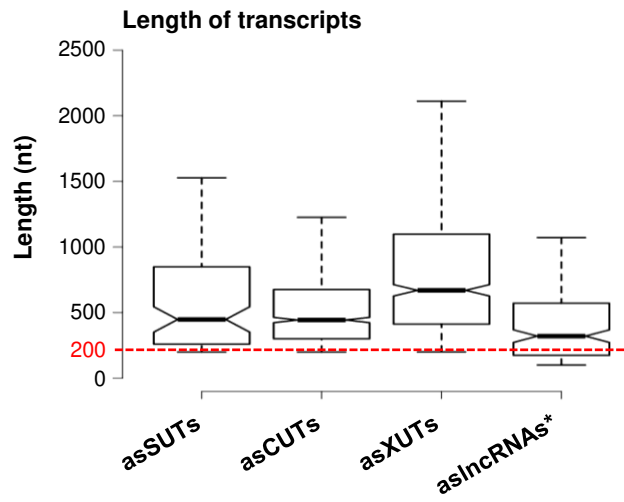 Length of transcripts
Length (nt)
2500
2000
1500
1000
500
200
0
asSUTs
asCUTs
asXUTs
aslncRNAs*